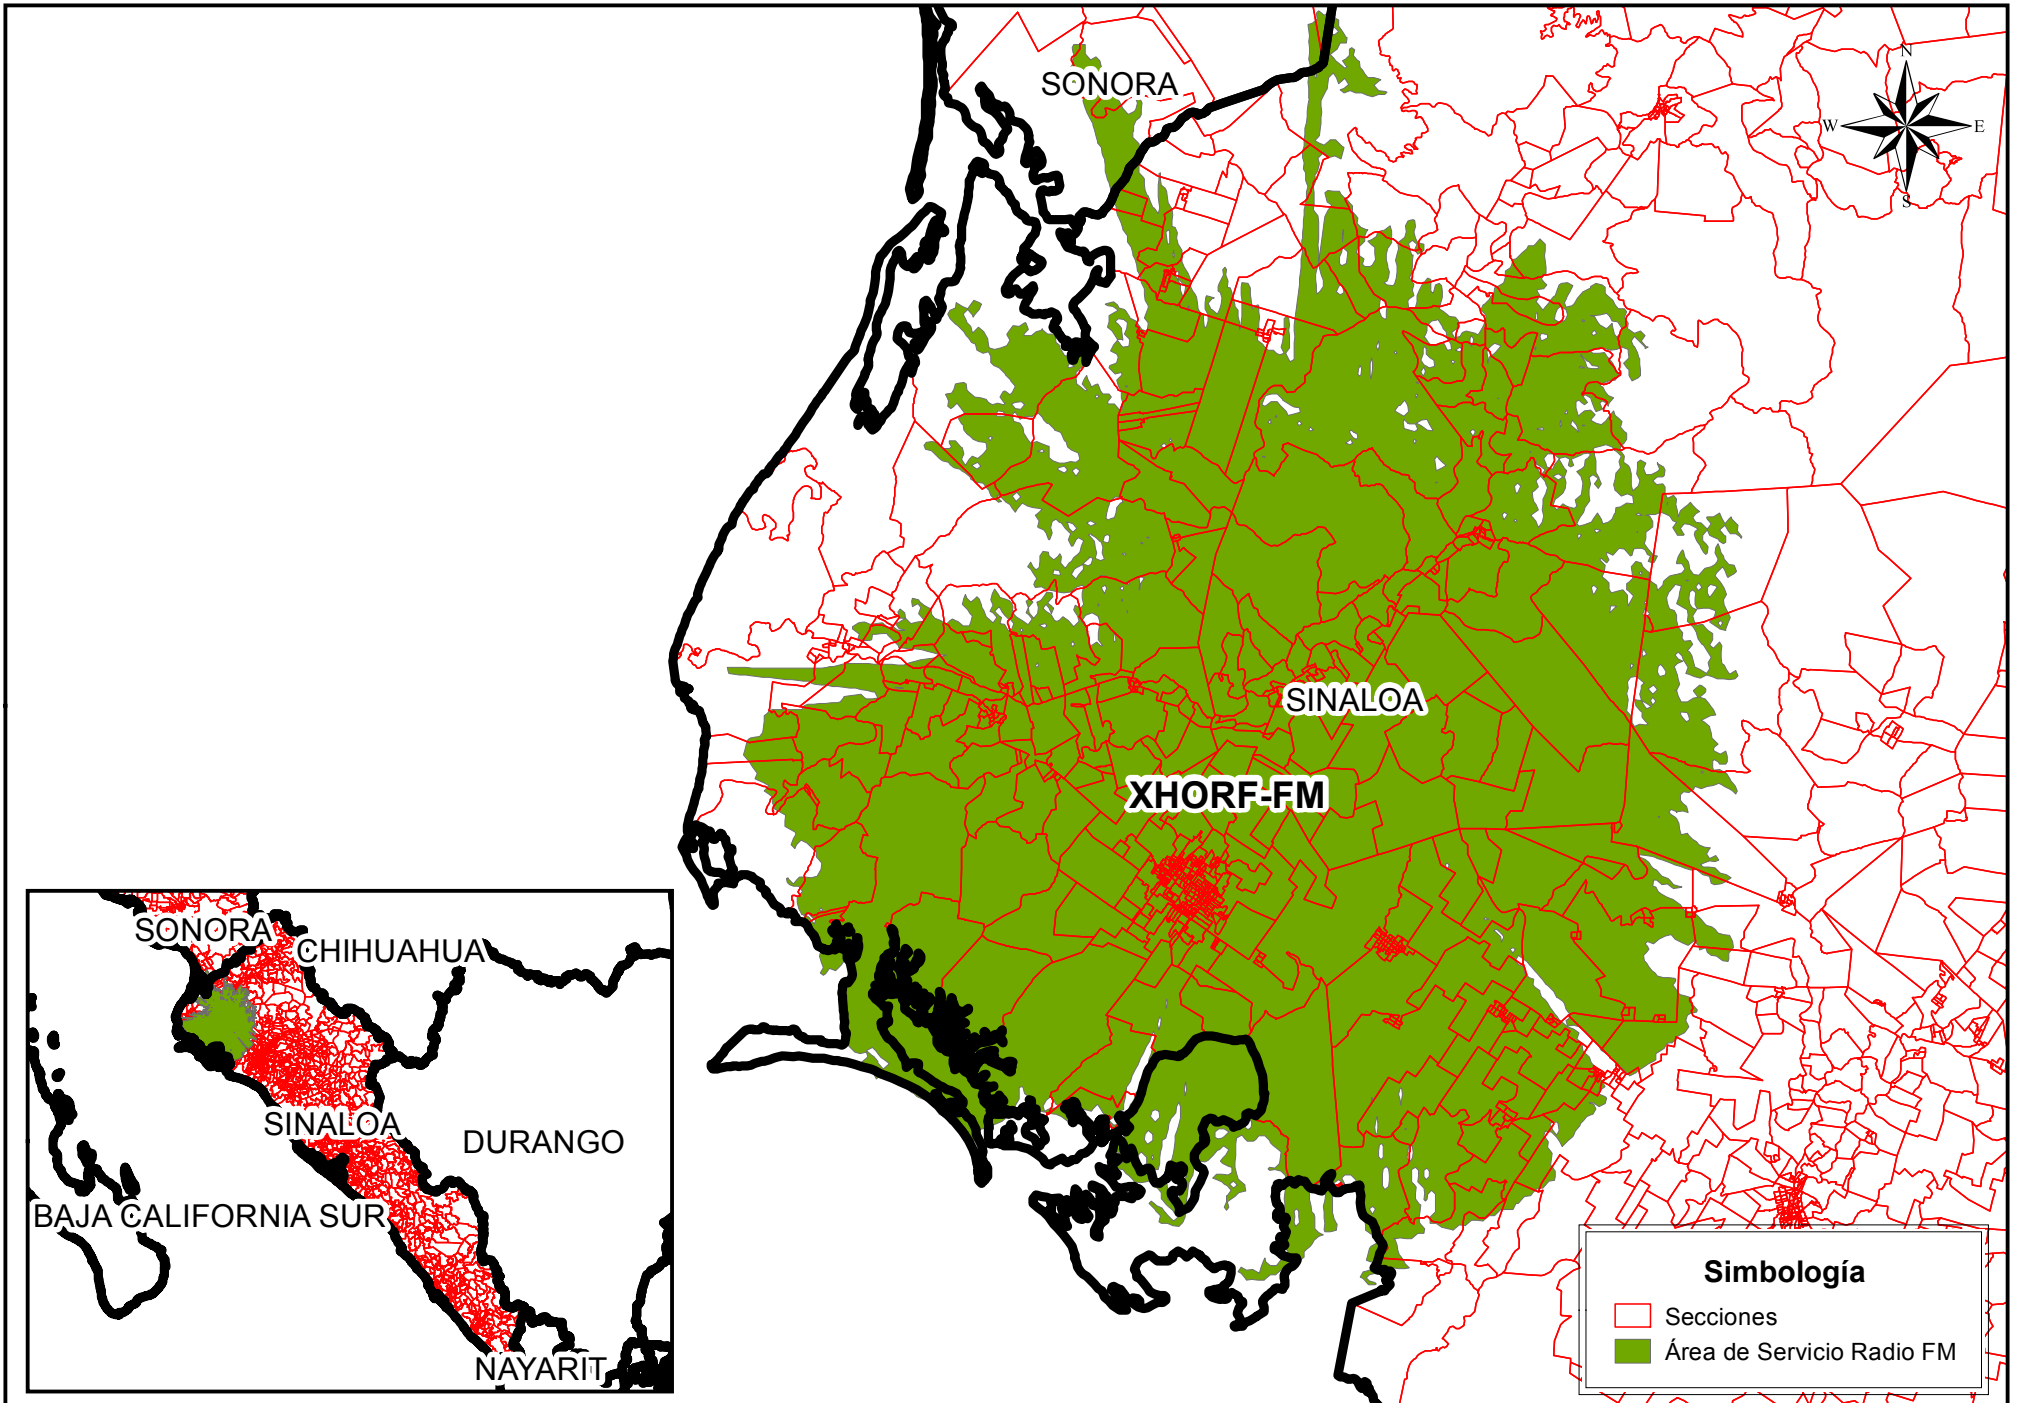 SONORA
N
W E
S
SINALOA
XHORF-FM
SONORA
CHIHUAHUA
SINALOA
DURANGO
BAJA CALIFORNIA SUR
NAYARIT
Simbología
Secciones
Área de Servicio Radio FM